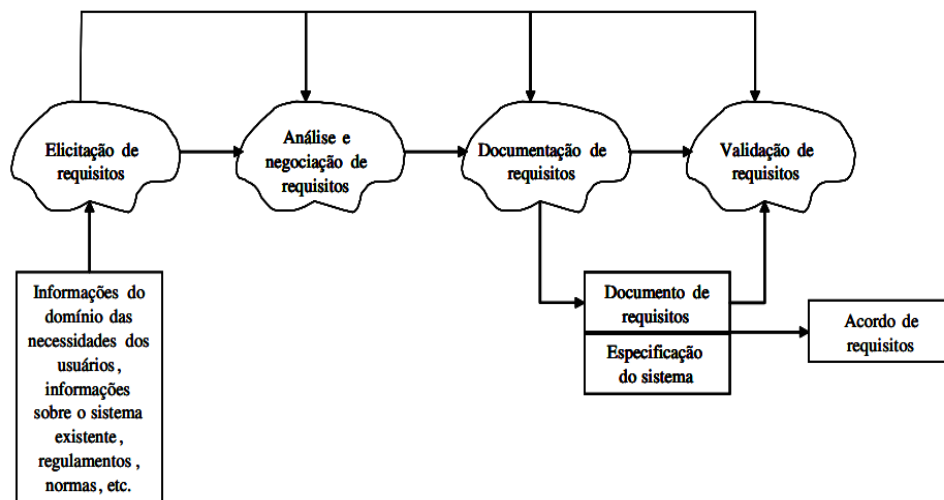 Elicitação de
requisitos
Análise e
negociação de
requisitos
Documentação de
requisitos
Validação de
requisitos
Informações do
domínio das
necessidades dos
usuários,
informações
sobre o sistema
existente,
regulamentos,
normas, etc.
Documento de
requisitos
Especificação
do sistema
Acordo de
requisitos